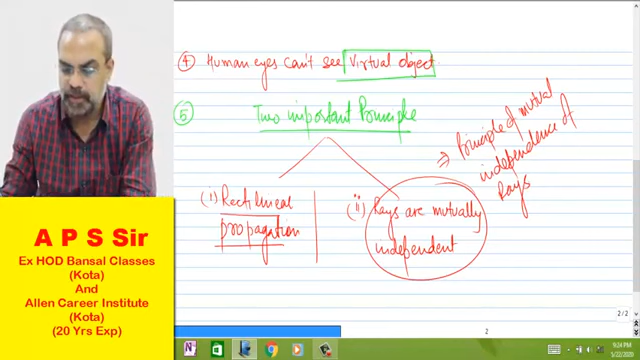 ④ Human eyes can't see Virtual object
⑤ Two important Principle
⇒ Principle of mutual
independence of
Rays
(i) Rectilineal
propagation
(ii) Rays are mutually
independent
A P S Sir
Ex HOD Bansal Classes
(Kota)
And
Allen Career Institute
(Kota)
(20 Yrs Exp)
2/2
2
9:24 PM
5/22/2020